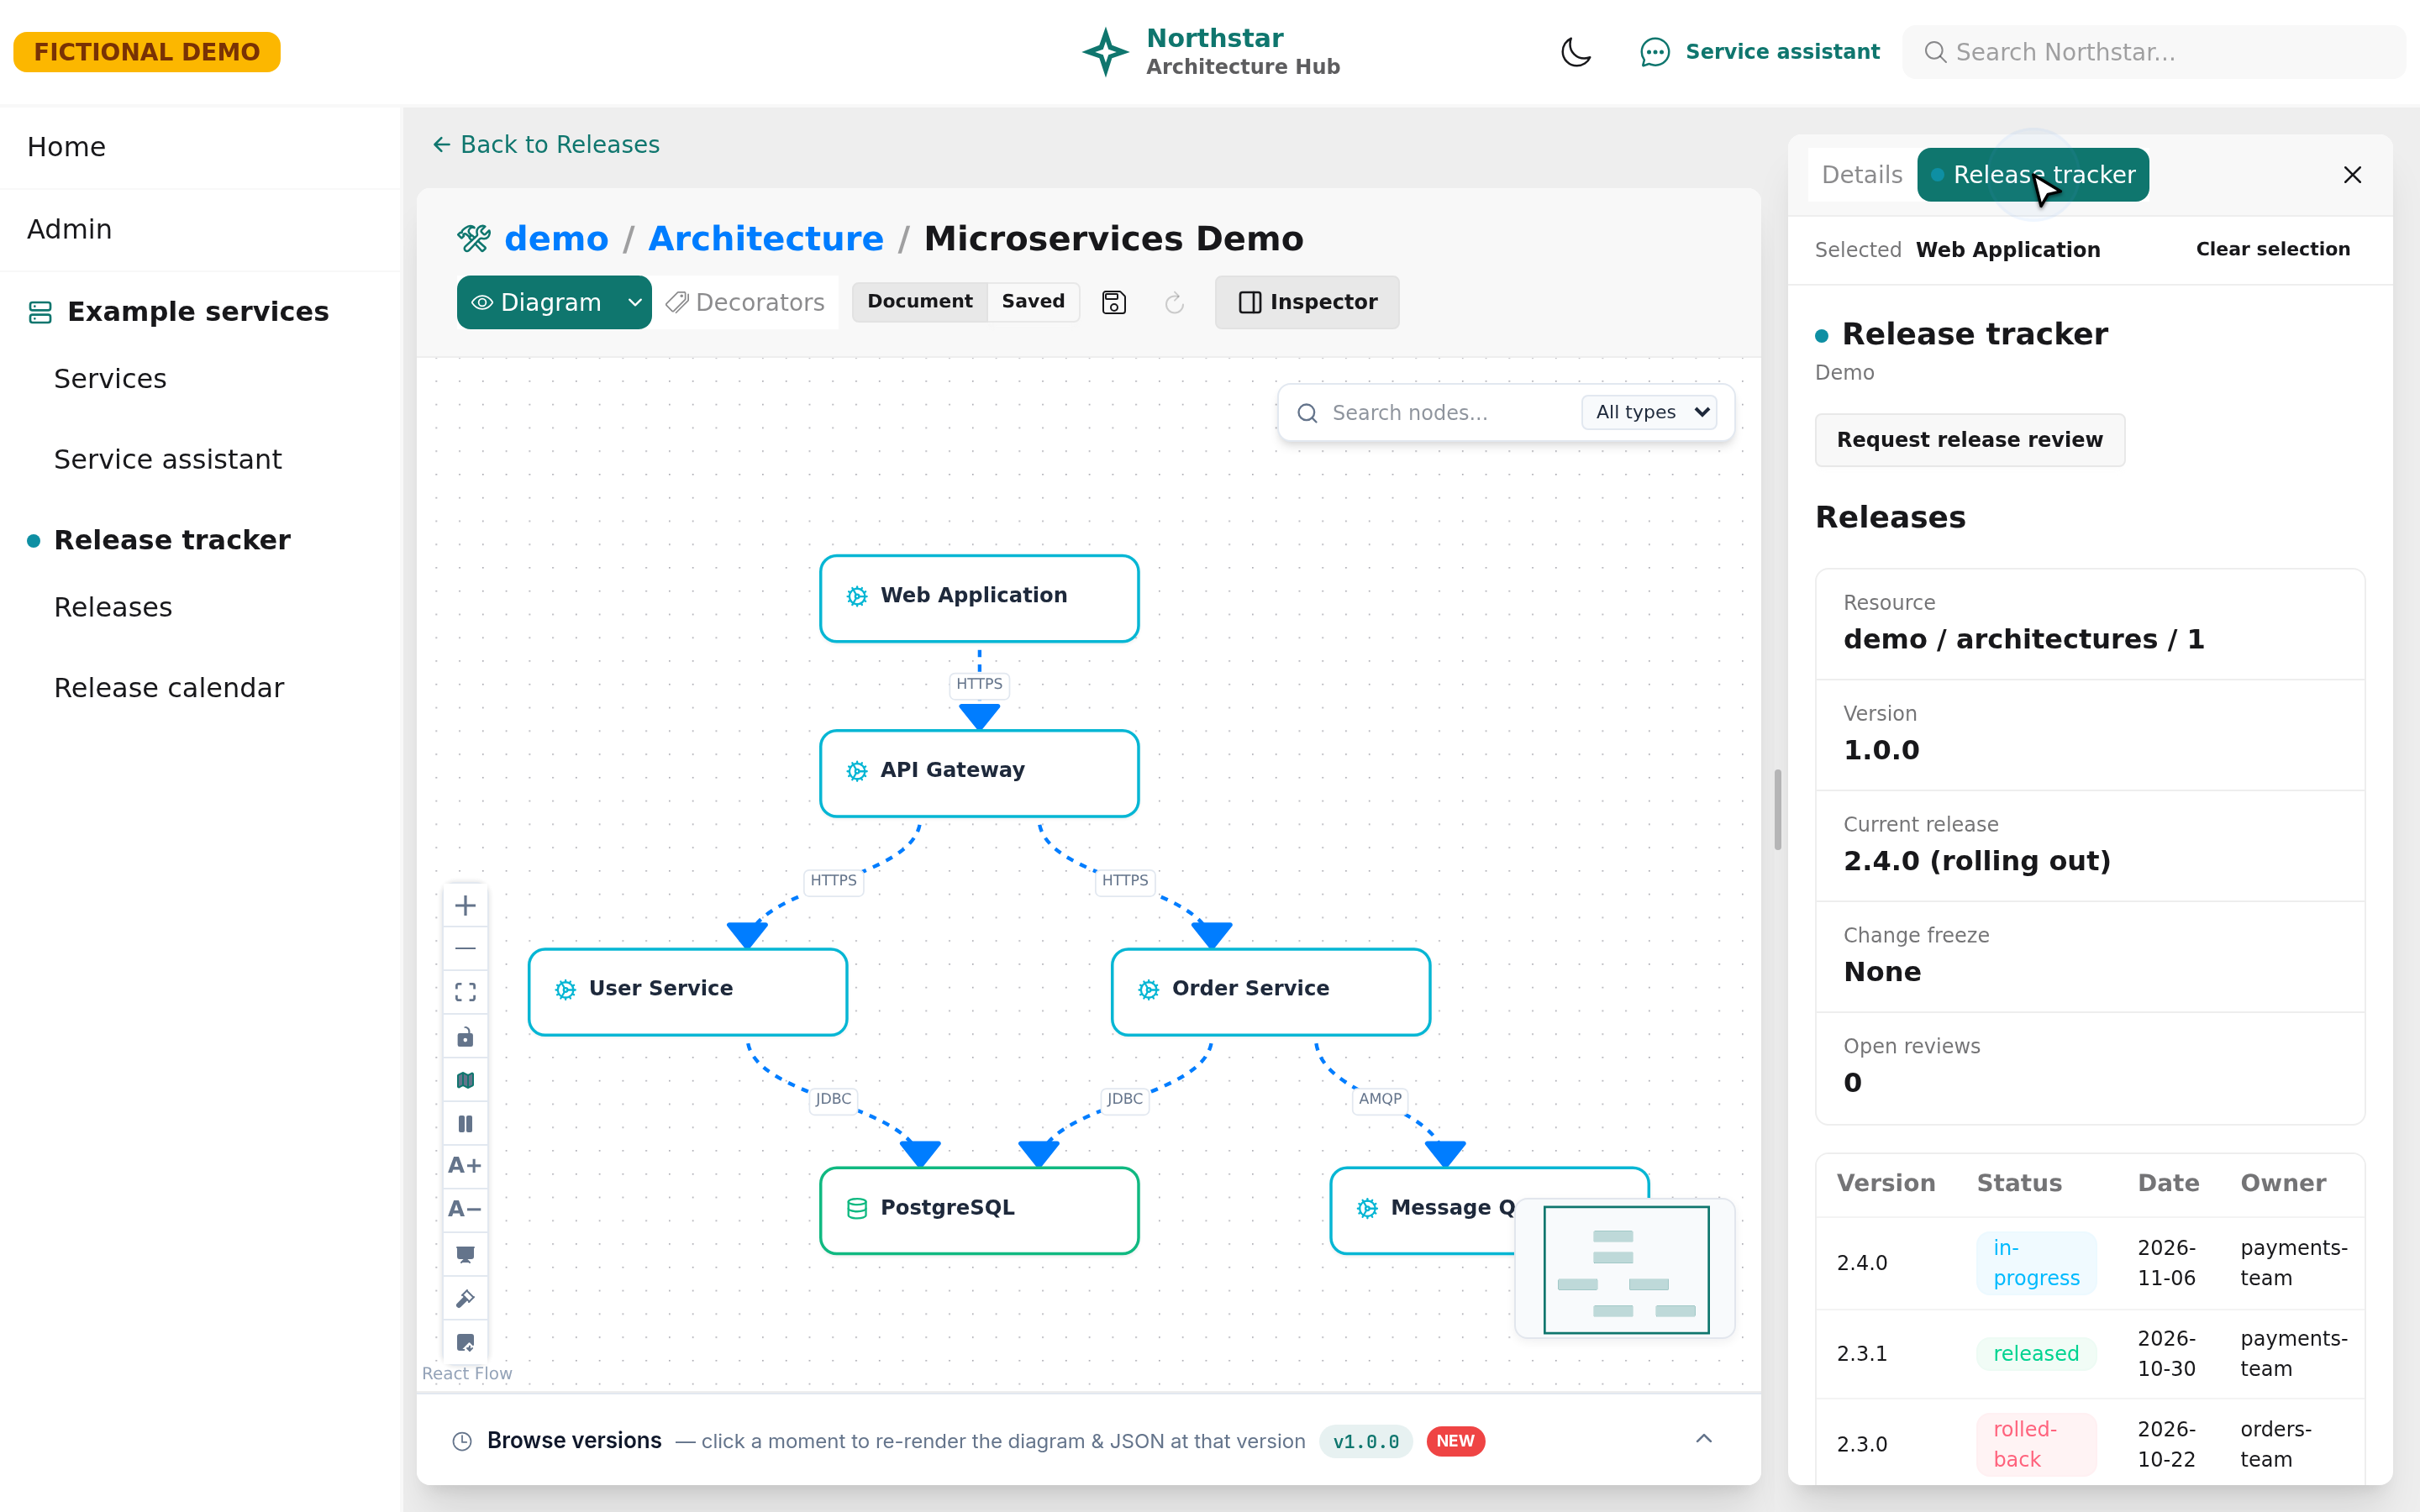 FICTIONAL DEMO
Northstar
Architecture Hub
Service assistant
Search Northstar...
Home
Admin
Example services
Services
Service assistant
Release tracker
Releases
Release calendar
← Back to Releases
demo / Architecture / Microservices Demo
Diagram
Decorators
Document
Saved
Inspector
Search nodes...
All types
Web Application
HTTPS
API Gateway
HTTPS
HTTPS
User Service
Order Service
JDBC
JDBC
AMQP
PostgreSQL
Message Q
A+
A−
React Flow
Browse versions — click a moment to re-render the diagram & JSON at that version v1.0.0 NEW
Details
Release tracker
Selected Web Application
Clear selection
Release tracker
Demo
Request release review
Releases
Resource
demo / architectures / 1
Version
1.0.0
Current release
2.4.0 (rolling out)
Change freeze
None
Open reviews
0
Version Status Date Owner
2.4.0 in-progress 2026-11-06 payments-team
2.3.1 released 2026-10-30 payments-team
2.3.0 rolled-back 2026-10-22 orders-team